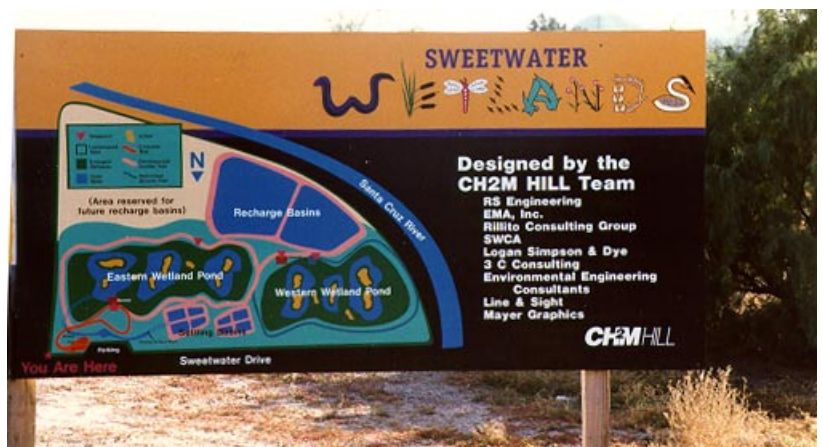 SWEETWATER
WETLANDS
N
(Area reserved for
future recharge basins)
Recharge Basins
Santa Cruz River
Eastern Wetland Pond
Western Wetland Pond
Settling Basins
Parking
Sweetwater Drive
You Are Here
Designed by the
CH2M HILL Team
RS Engineering
EMA, Inc.
Rillito Consulting Group
SWCA
Logan Simpson & Dye
3 C Consulting
Environmental Engineering
Consultants
Line & Sight
Mayer Graphics
CH2M HILL